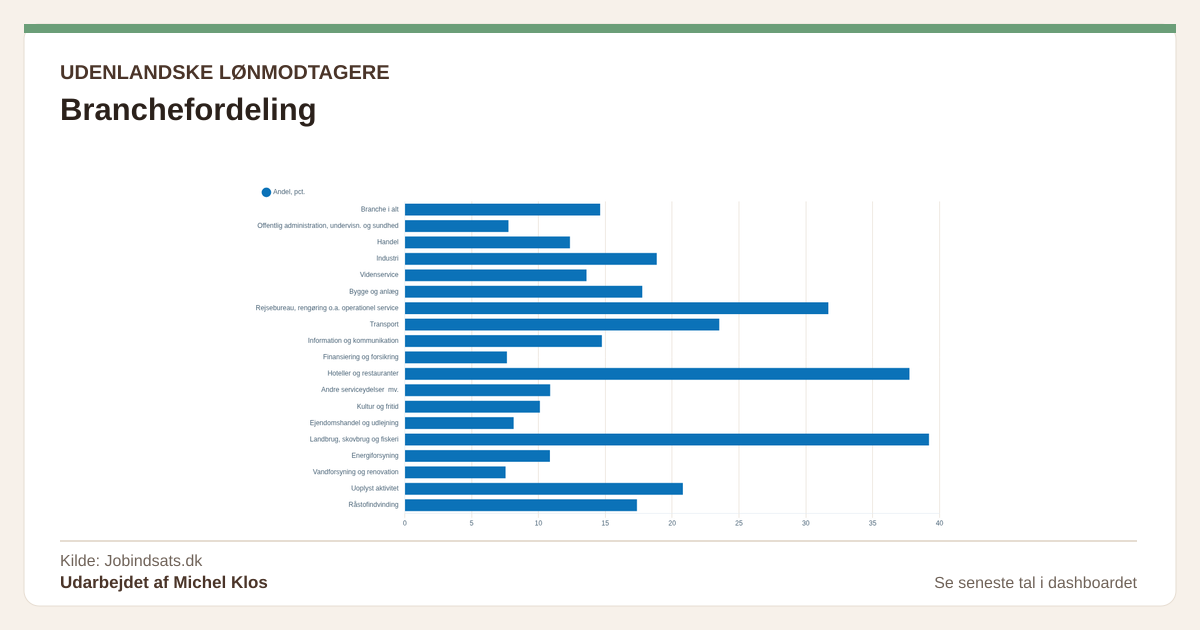 UDENLANDSKE LØNMODTAGERE
Branchefordeling
Andel, pct.
Branche i alt
Offentlig administration, undervisn. og sundhed
Handel
Industri
Videnservice
Bygge og anlæg
Rejsebureau, rengøring o.a. operationel service
Transport
Information og kommunikation
Finansiering og forsikring
Hoteller og restauranter
Andre serviceydelser mv.
Kultur og fritid
Ejendomshandel og udlejning
Landbrug, skovbrug og fiskeri
Energiforsyning
Vandforsyning og renovation
Uoplyst aktivitet
Råstofindvinding
0 5 10 15 20 25 30 35 40
Kilde: Jobindsats.dk
Udarbejdet af Michel Klos
Se seneste tal i dashboardet